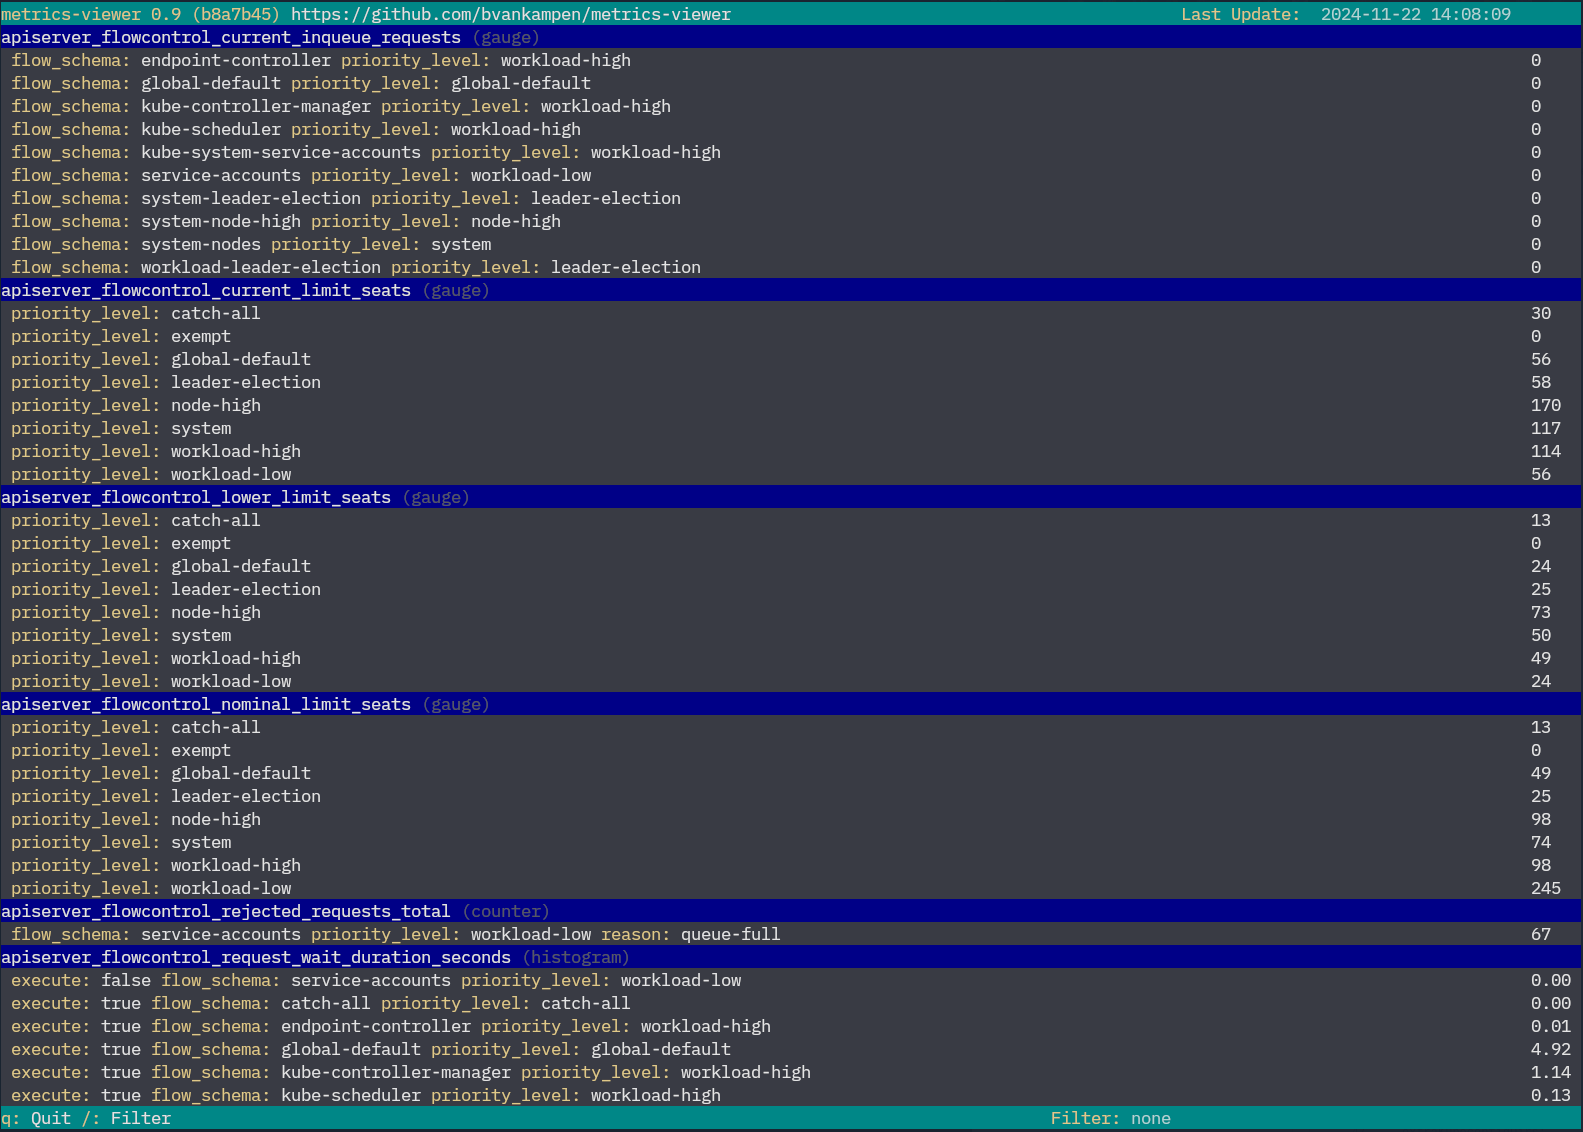 metrics-viewer 0.9 (b8a7b45) https://github.com/bvankampen/metrics-viewer Last Update: 2024-11-22 14:08:09
apiserver_flowcontrol_current_inqueue_requests (gauge)
flow_schema: endpoint-controller priority_level: workload-high 0
flow_schema: global-default priority_level: global-default 0
flow_schema: kube-controller-manager priority_level: workload-high 0
flow_schema: kube-scheduler priority_level: workload-high 0
flow_schema: kube-system-service-accounts priority_level: workload-high 0
flow_schema: service-accounts priority_level: workload-low 0
flow_schema: system-leader-election priority_level: leader-election 0
flow_schema: system-node-high priority_level: node-high 0
flow_schema: system-nodes priority_level: system 0
flow_schema: workload-leader-election priority_level: leader-election 0
apiserver_flowcontrol_current_limit_seats (gauge)
priority_level: catch-all 30
priority_level: exempt 0
priority_level: global-default 56
priority_level: leader-election 58
priority_level: node-high 170
priority_level: system 117
priority_level: workload-high 114
priority_level: workload-low 56
apiserver_flowcontrol_lower_limit_seats (gauge)
priority_level: catch-all 13
priority_level: exempt 0
priority_level: global-default 24
priority_level: leader-election 25
priority_level: node-high 73
priority_level: system 50
priority_level: workload-high 49
priority_level: workload-low 24
apiserver_flowcontrol_nominal_limit_seats (gauge)
priority_level: catch-all 13
priority_level: exempt 0
priority_level: global-default 49
priority_level: leader-election 25
priority_level: node-high 98
priority_level: system 74
priority_level: workload-high 98
priority_level: workload-low 245
apiserver_flowcontrol_rejected_requests_total (counter)
flow_schema: service-accounts priority_level: workload-low reason: queue-full 67
apiserver_flowcontrol_request_wait_duration_seconds (histogram)
execute: false flow_schema: service-accounts priority_level: workload-low 0.00
execute: true flow_schema: catch-all priority_level: catch-all 0.00
execute: true flow_schema: endpoint-controller priority_level: workload-high 0.01
execute: true flow_schema: global-default priority_level: global-default 4.92
execute: true flow_schema: kube-controller-manager priority_level: workload-high 1.14
execute: true flow_schema: kube-scheduler priority_level: workload-high 0.13
q: Quit /: Filter Filter: none